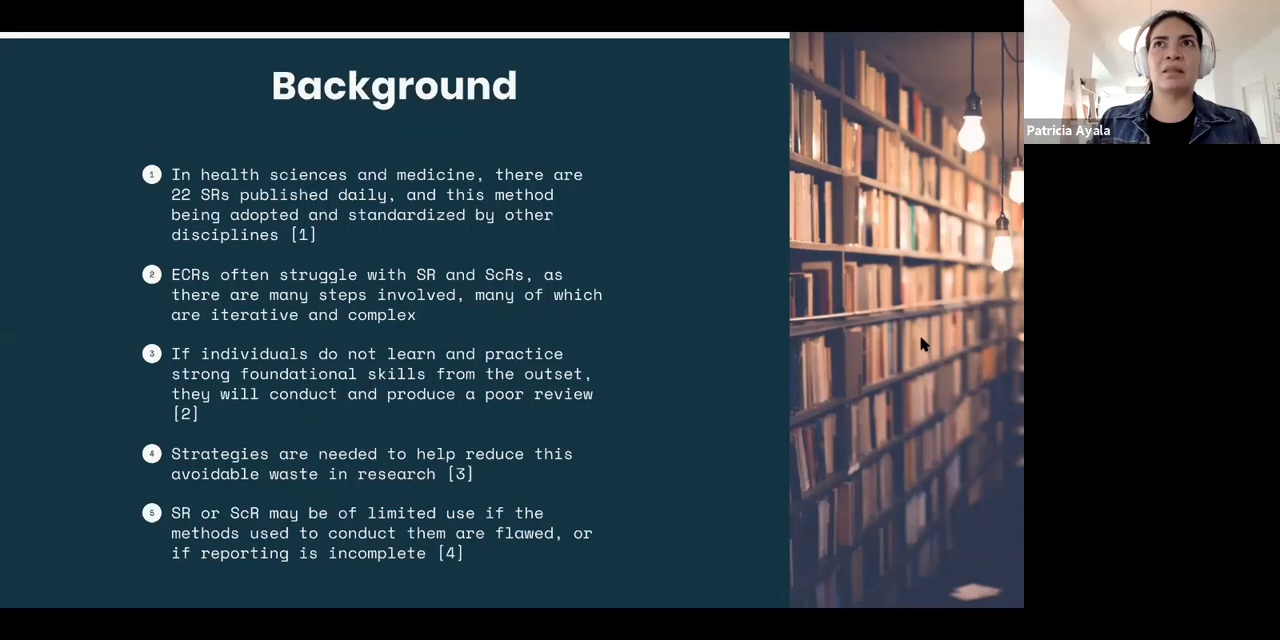 Background
1 In health sciences and medicine, there are
22 SRs published daily, and this method
being adopted and standardized by other
disciplines [1]
2 ECRs often struggle with SR and ScRs, as
there are many steps involved, many of which
are iterative and complex
3 If individuals do not learn and practice
strong foundational skills from the outset,
they will conduct and produce a poor review
[2]
4 Strategies are needed to help reduce this
avoidable waste in research [3]
5 SR or ScR may be of limited use if the
methods used to conduct them are flawed, or
if reporting is incomplete [4]
Patricia Ayala